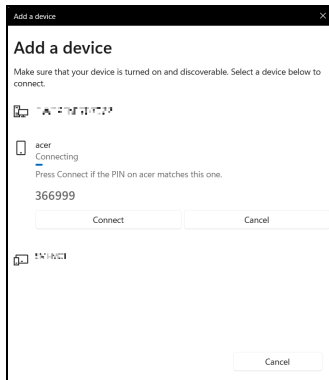 Add a device
Add a device
Make sure that your device is turned on and discoverable. Select a device below to
connect.
acer
Connecting
Press Connect if the PIN on acer matches this one.
366999
Connect Cancel
Cancel